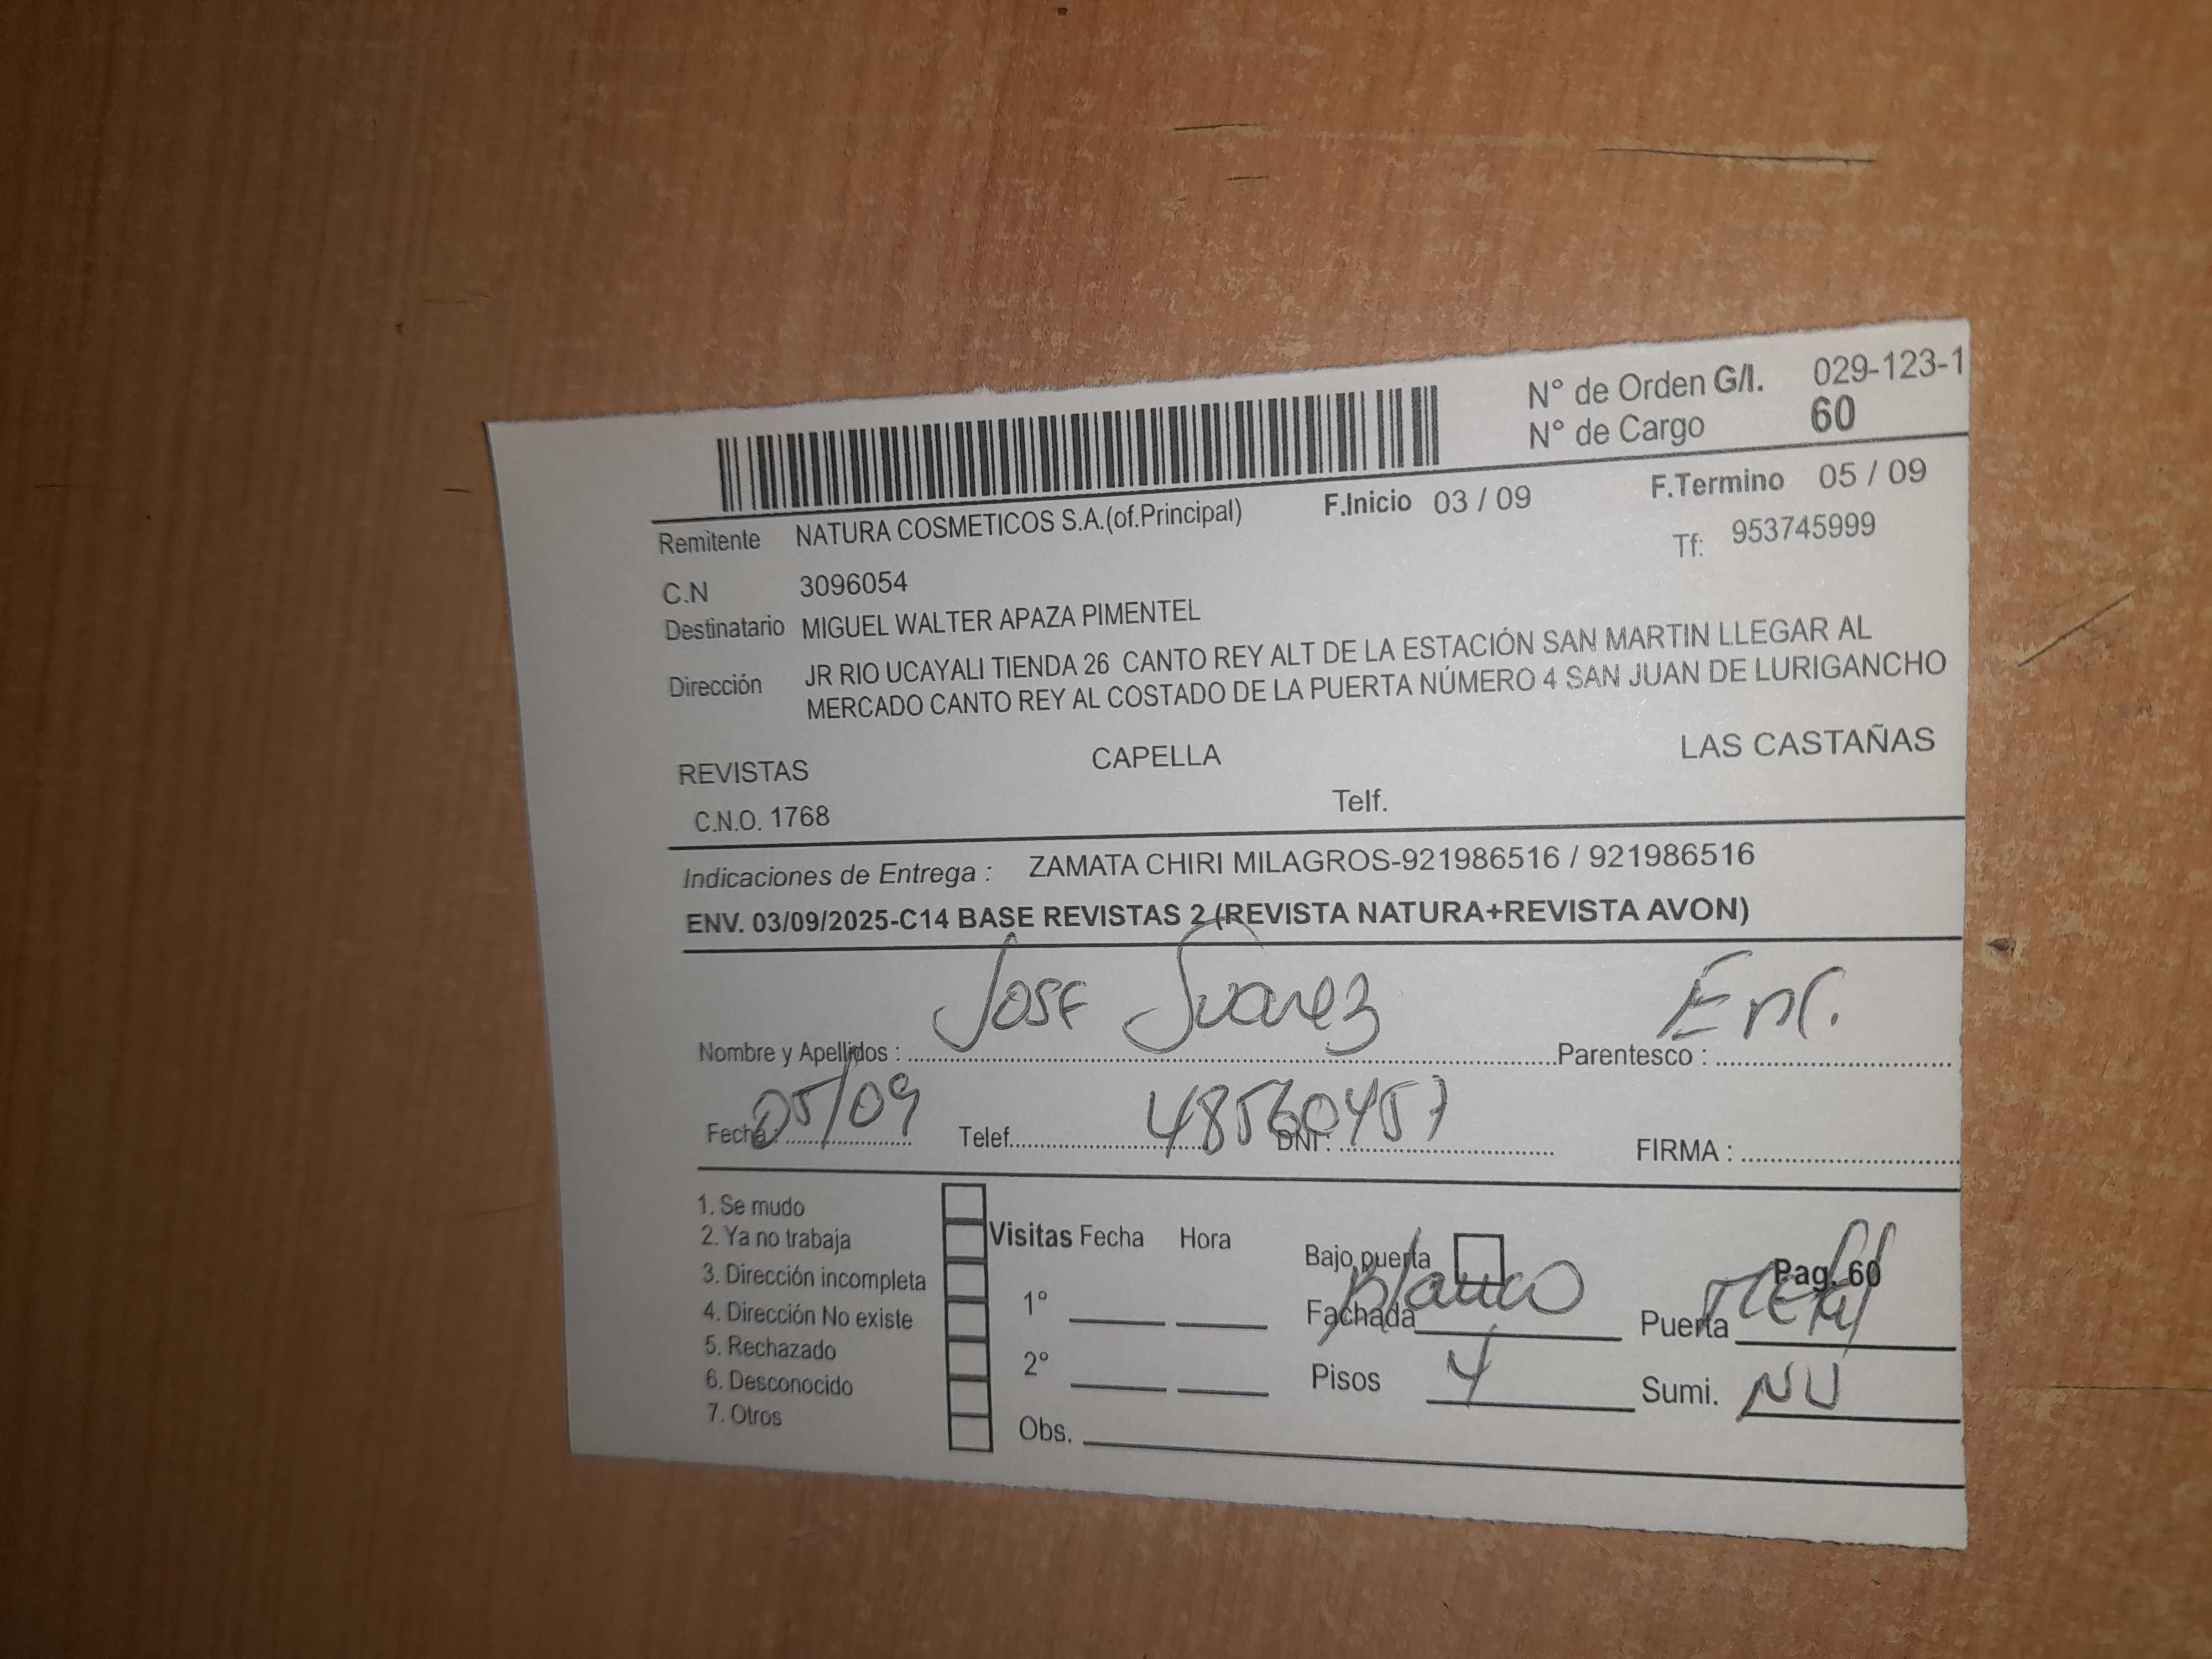 N° de Orden G/I. 029-123-1
N° de Cargo 60
Remitente NATURA COSMETICOS S.A.(of.Principal) F.Inicio 03 / 09 F.Termino 05 / 09
C.N 3096054 Tf: 953745999
Destinatario MIGUEL WALTER APAZA PIMENTEL
Dirección JR RIO UCAYALI TIENDA 26 CANTO REY ALT DE LA ESTACIÓN SAN MARTIN LLEGAR AL
MERCADO CANTO REY AL COSTADO DE LA PUERTA NÚMERO 4 SAN JUAN DE LURIGANCHO
REVISTAS CAPELLA LAS CASTAÑAS
C.N.O. 1768 Telf.
Indicaciones de Entrega : ZAMATA CHIRI MILAGROS-921986516 / 921986516
ENV. 03/09/2025-C14 BASE REVISTAS 2 (REVISTA NATURA+REVISTA AVON)
Nombre y Apellidos : Jose Suarez Parentesco : Enc.
Fecha : 05/09 Telef. DNI : 48560457 FIRMA :
1. Se mudo
2. Ya no trabaja Visitas Fecha Hora Bajo puerta Pag. 60
3. Dirección incompleta
4. Dirección No existe 1° Fachada blanco Puerta
5. Rechazado
6. Desconocido 2° Pisos 4 Sumi. NU
7. Otros
Obs.